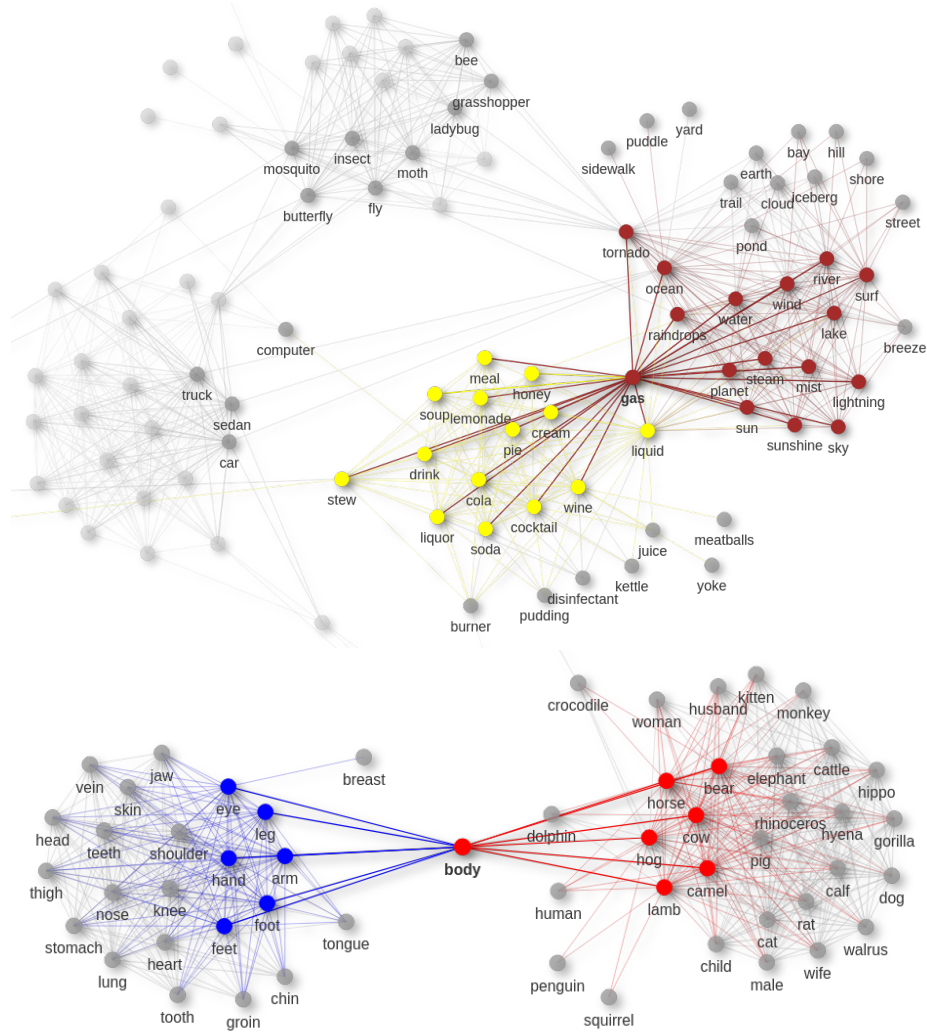 bee
grasshopper
ladybug
mosquito
insect
moth
butterfly
fly
yard
puddle
sidewalk
bay
hill
earth
shore
trail
cloud
iceberg
street
pond
tornado
ocean
river
wind
surf
water
raindrops
lake
breeze
computer
truck
sedan
car
meal
honey
gas
steam
planet
mist
lightning
soup
lemonade
cream
pie
sun
sunshine
sky
liquid
drink
stew
cola
wine
liquor
cocktail
soda
juice
meatballs
kettle
yoke
disinfectant
pudding
burner
crocodile
woman
husband
kitten
monkey
jaw
vein
skin
eye
breast
horse
bear
elephant
cattle
hippo
head
teeth
shoulder
leg
dolphin
cow
rhinoceros
hyena
gorilla
thigh
hand
arm
body
hog
pig
nose
knee
foot
lamb
camel
calf
dog
human
stomach
heart
feet
tongue
child
cat
rat
walrus
lung
chin
penguin
male
wife
tooth
groin
squirrel